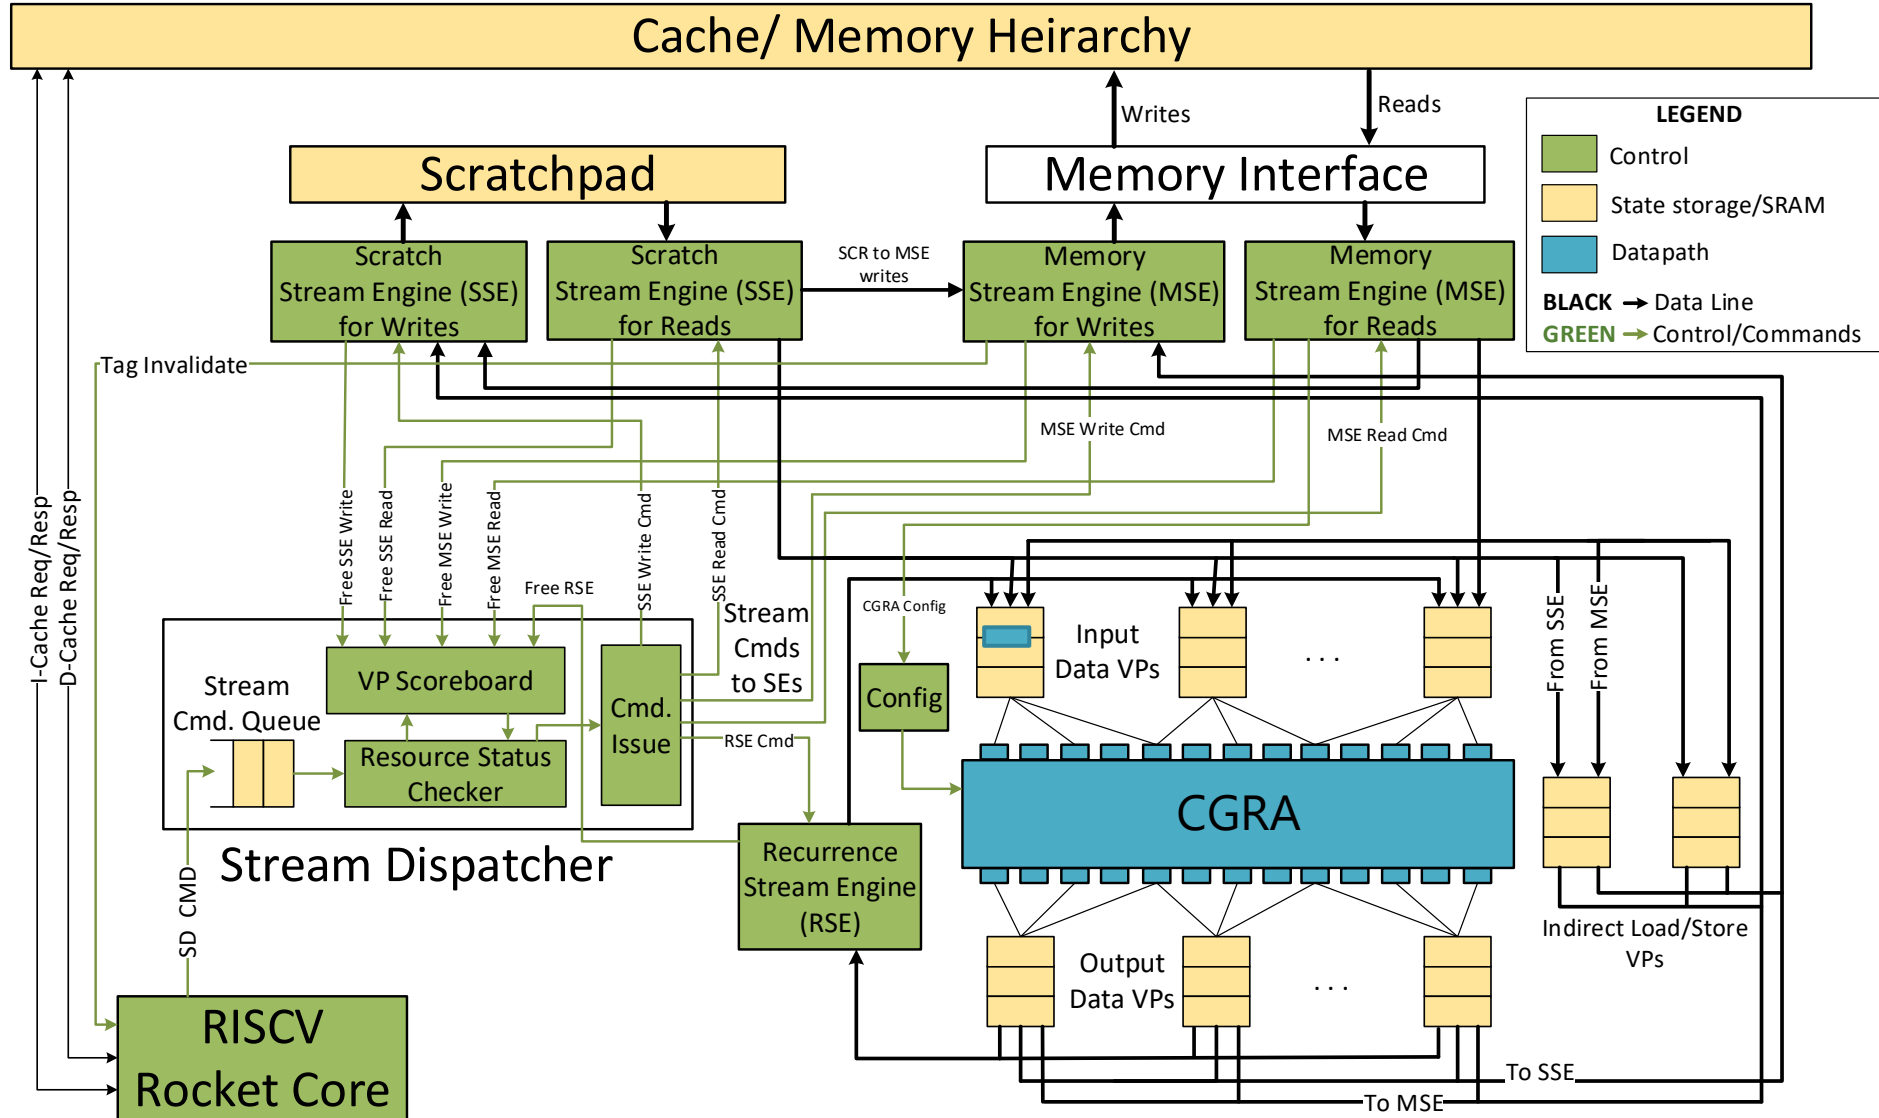 Cache/ Memory Heirarchy
Writes
Reads
LEGEND
Control
State storage/SRAM
Datapath
BLACK Data Line
GREEN Control/Commands
Scratchpad
Memory Interface
Scratch
Stream Engine (SSE)
for Writes
Scratch
Stream Engine (SSE)
for Reads
SCR to MSE
writes
Memory
Stream Engine (MSE)
for Writes
Memory
Stream Engine (MSE)
for Reads
Tag Invalidate
MSE Write Cmd
MSE Read Cmd
I-Cache Req/Resp
D-Cache Req/Resp
Free SSE Write
Free SSE Read
Free MSE Write
Free MSE Read
Free RSE
SSE Write Cmd
SSE Read Cmd
Stream
Cmds
to SEs
CGRA Config
Input
Data VPs
. . .
From SSE
From MSE
VP Scoreboard
Stream
Cmd. Queue
Cmd.
Issue
Config
RSE Cmd
Resource Status
Checker
CGRA
Stream Dispatcher
Recurrence
Stream Engine
(RSE)
SD CMD
Indirect Load/Store
VPs
Output
Data VPs
. . .
RISCV
Rocket Core
To SSE
To MSE